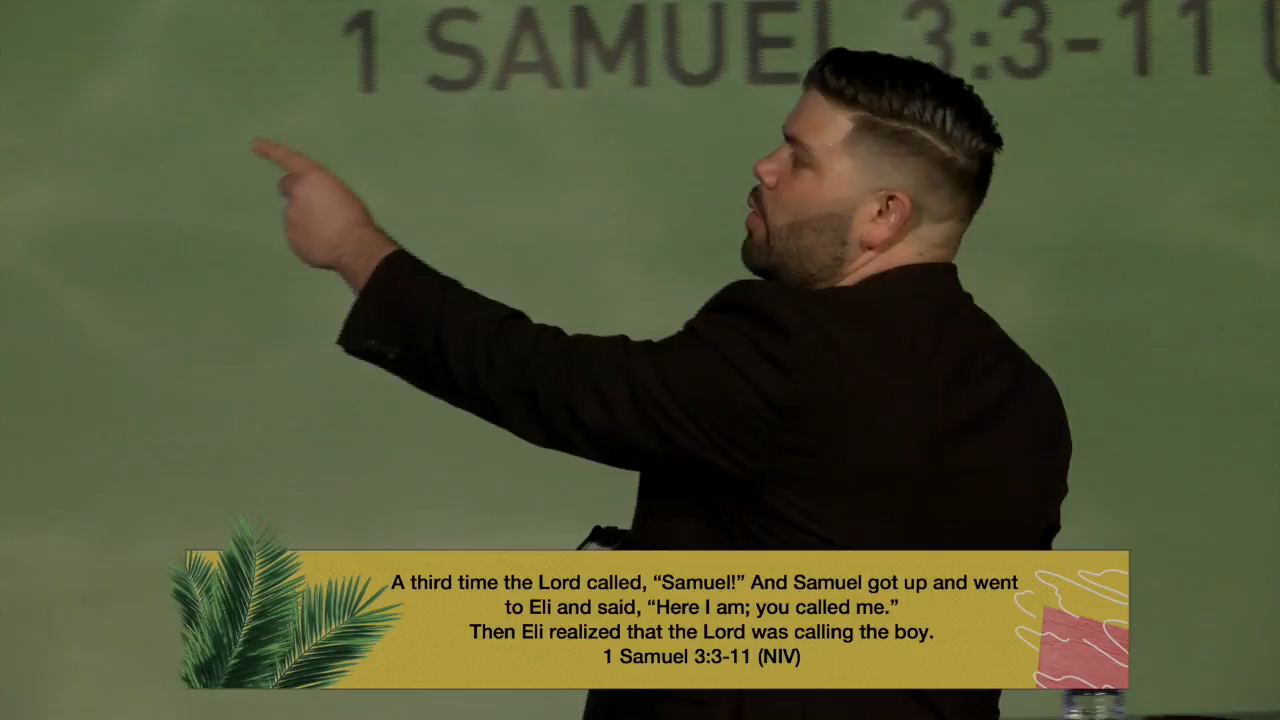 1 SAMUEL 3:3-11
A third time the Lord called, “Samuel!” And Samuel got up and went
to Eli and said, “Here I am; you called me.”
Then Eli realized that the Lord was calling the boy.
1 Samuel 3:3-11 (NIV)